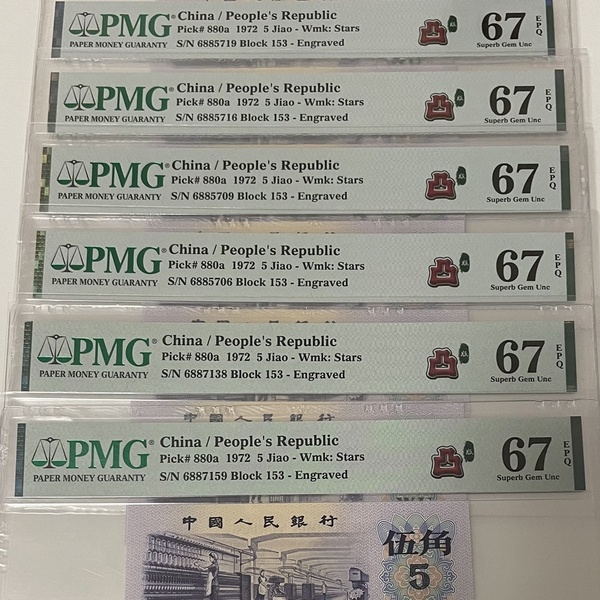 PMG
PAPER MONEY GUARANTY
China / People's Republic
Pick# 880a 1972 5 Jiao - Wmk: Stars
S/N 6885719 Block 153 - Engraved
凸
67 EPQ
Superb Gem Unc
PMG®
PAPER MONEY GUARANTY
China / People's Republic
Pick# 880a 1972 5 Jiao - Wmk: Stars
S/N 6885716 Block 153 - Engraved
凸
67 EPQ
Superb Gem Unc
PMG®
PAPER MONEY GUARANTY
China / People's Republic
Pick# 880a 1972 5 Jiao - Wmk: Stars
S/N 6885709 Block 153 - Engraved
凸
67 EPQ
Superb Gem Unc
PMG®
PAPER MONEY GUARANTY
China / People's Republic
Pick# 880a 1972 5 Jiao - Wmk: Stars
S/N 6885706 Block 153 - Engraved
凸
67 EPQ
Superb Gem Unc
PMG®
PAPER MONEY GUARANTY
China / People's Republic
Pick# 880a 1972 5 Jiao - Wmk: Stars
S/N 6887138 Block 153 - Engraved
凸
67 EPQ
Superb Gem Unc
PMG®
PAPER MONEY GUARANTY
China / People's Republic
Pick# 880a 1972 5 Jiao - Wmk: Stars
S/N 6887159 Block 153 - Engraved
凸
67 EPQ
Superb Gem Unc
中國人民銀行
伍角
5